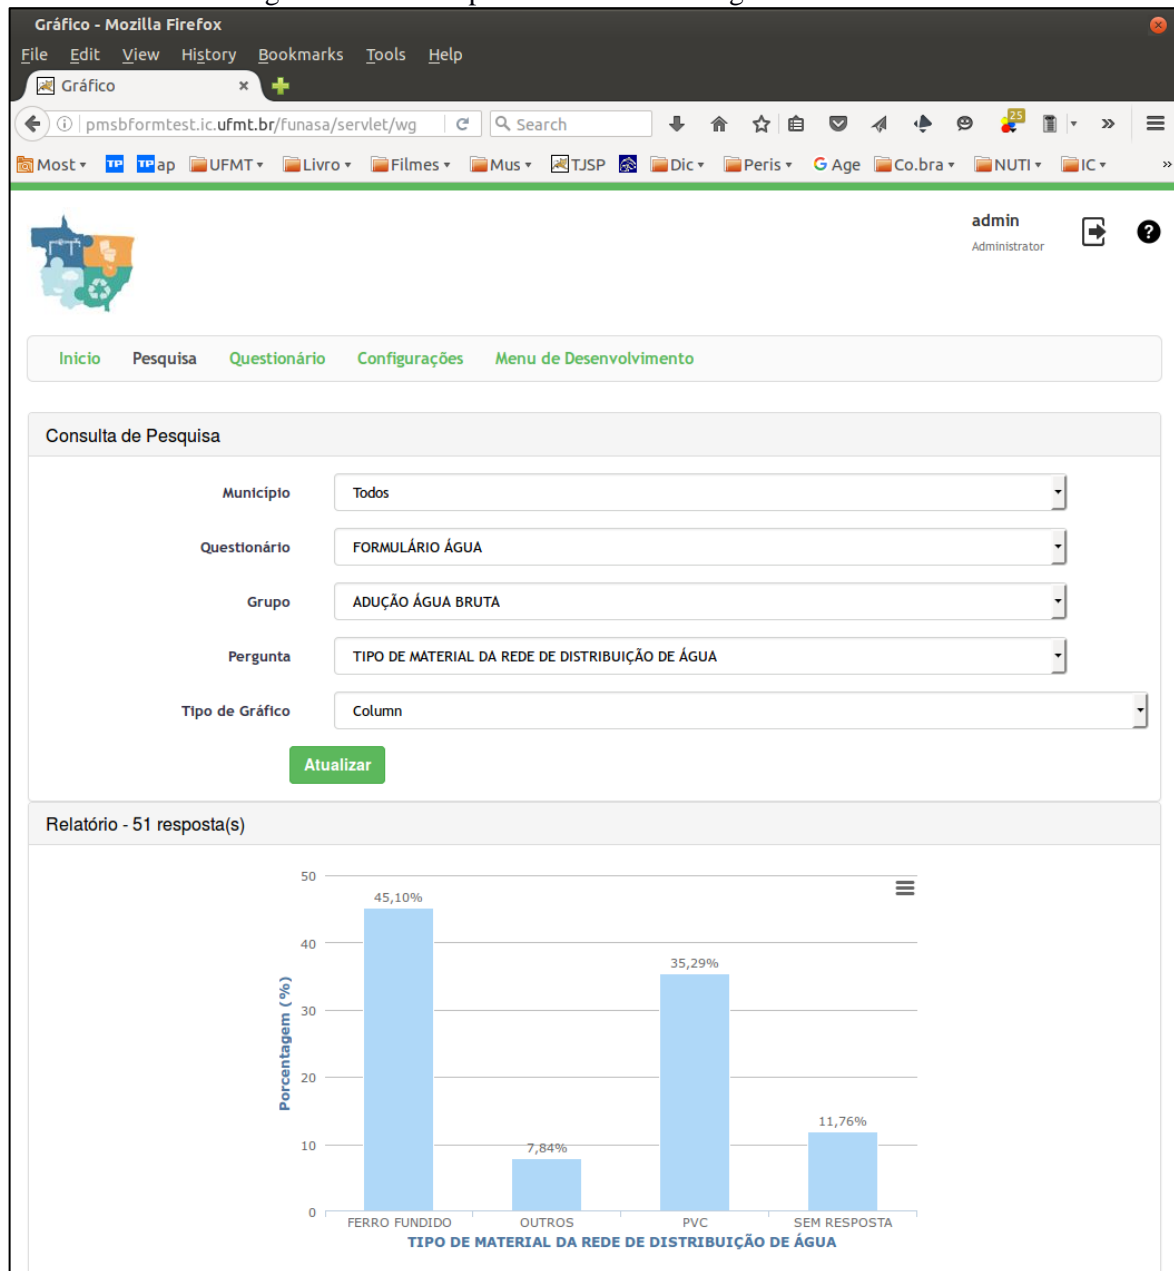 Gráfico - Mozilla Firefox
File Edit View History Bookmarks Tools Help
Gráfico
pmsbformtest.ic.ufmt.br/funasa/servlet/wg Search 25
Most TP TP ap UFMT Livro Filmes Mus TJSP Dic Peris G Age Co.bra NUTI IC »
admin
Administrator
Inicio Pesquisa Questionário Configurações Menu de Desenvolvimento
Consulta de Pesquisa
Município Todos
Questionário FORMULÁRIO ÁGUA
Grupo ADUÇÃO ÁGUA BRUTA
Pergunta TIPO DE MATERIAL DA REDE DE DISTRIBUIÇÃO DE ÁGUA
Tipo de Gráfico Column
Atualizar
Relatório - 51 resposta(s)
50
45,10%
40
35,29%
30
Porcentagem (%)
20
11,76%
10
7,84%
0
FERRO FUNDIDO OUTROS PVC SEM RESPOSTA
TIPO DE MATERIAL DA REDE DE DISTRIBUIÇÃO DE ÁGUA